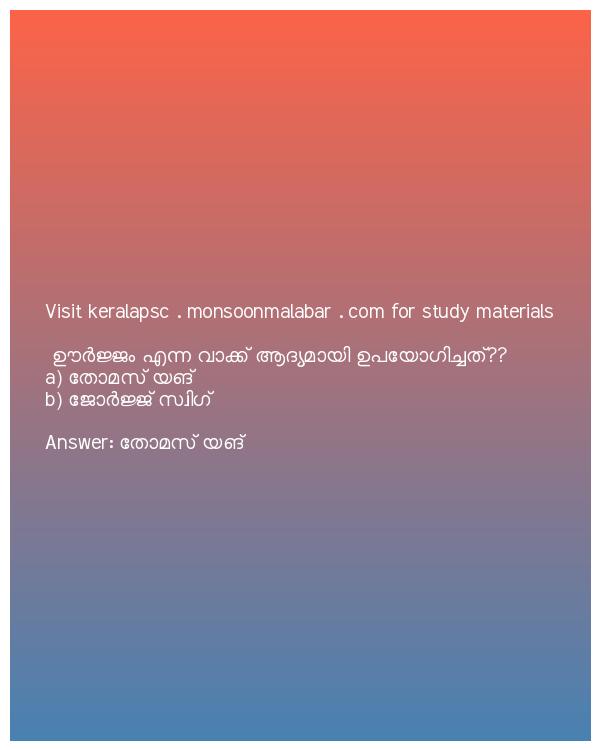 Visit keralapsc . monsoonmalabar . com for study materials
ഊർജ്ജം എന്ന വാക്ക് ആദ്യമായി ഉപയോഗിച്ചത്??
a) തോമസ് യങ്
b) ജോർജ്ജ് സ്വിഗ്
Answer: തോമസ് യങ്